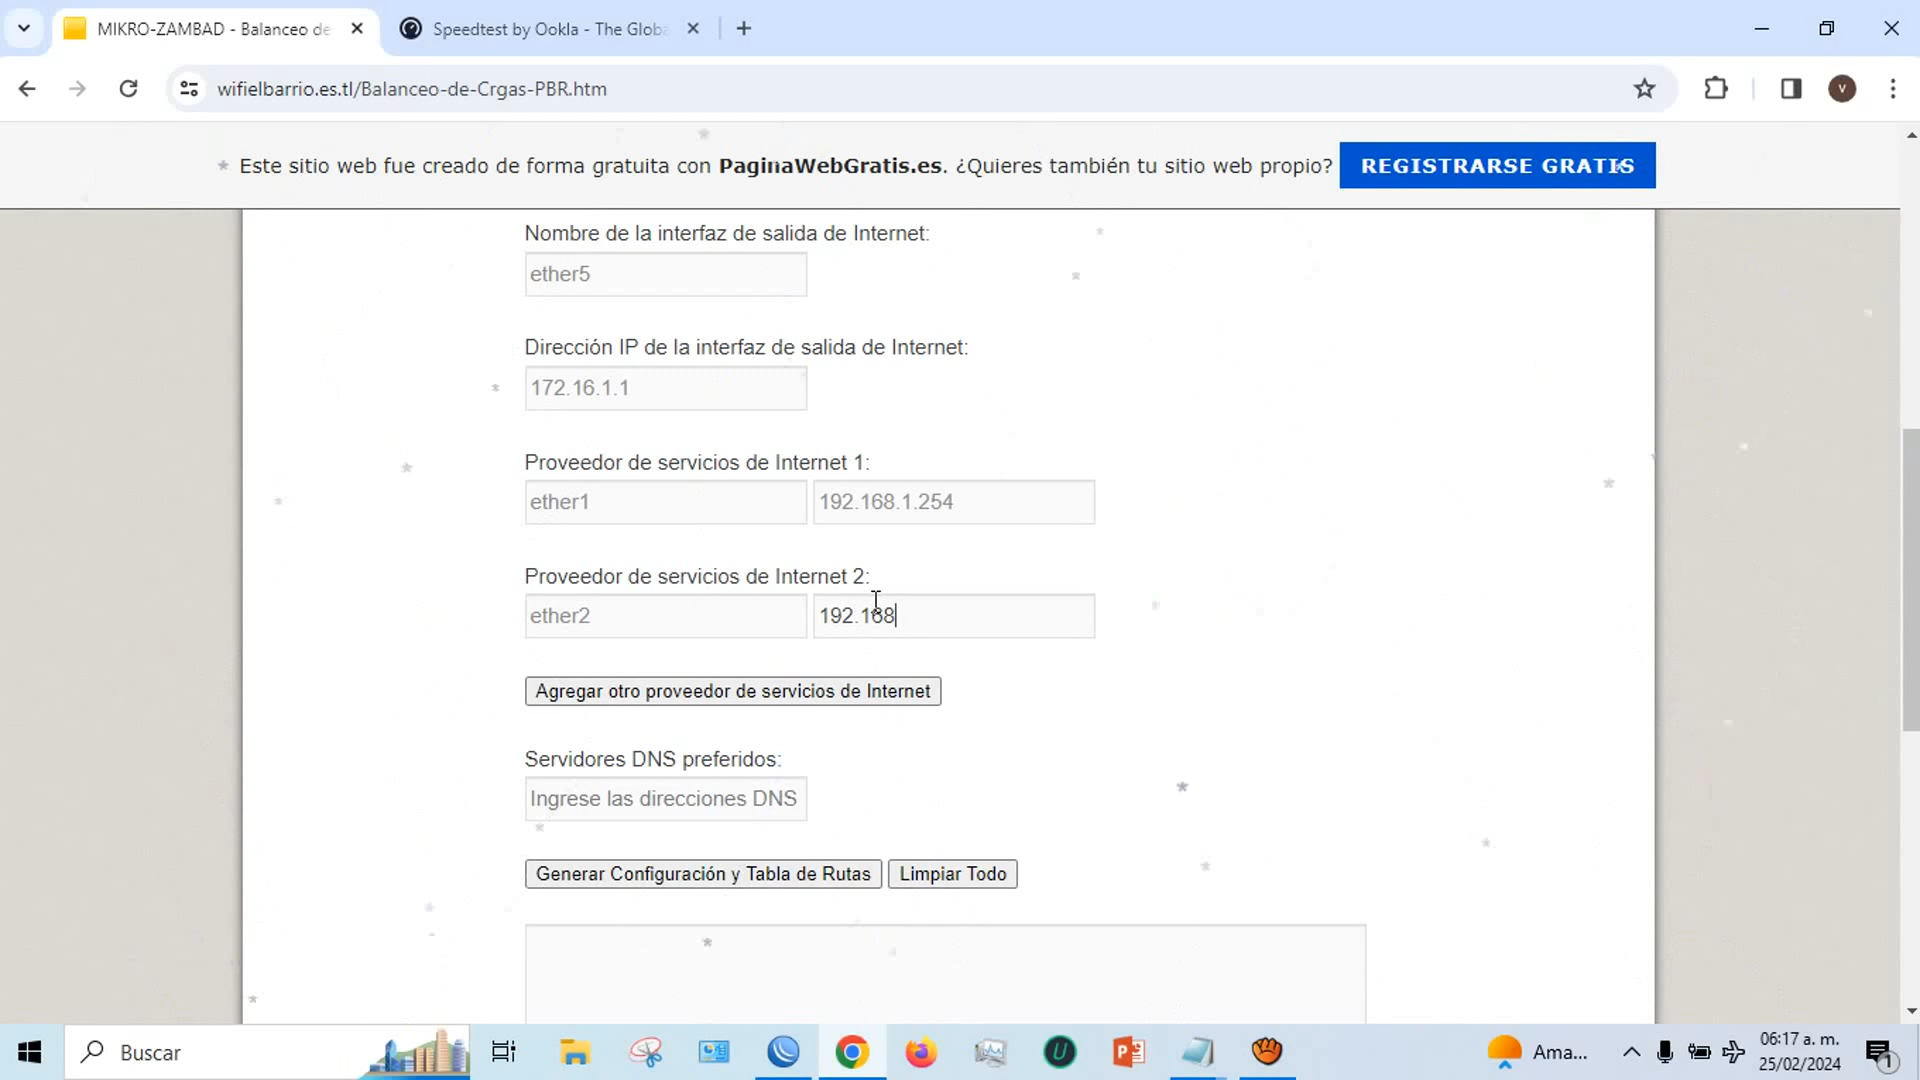 MIKRO-ZAMBAD - Balanceo de
Speedtest by Ookla - The Globa
wifielbarrio.es.tl/Balanceo-de-Crgas-PBR.htm
V
Este sitio web fue creado de forma gratuita con PaginaWebGratis.es. ¿Quieres también tu sitio web propio?
REGISTRARSE GRATIS
Nombre de la interfaz de salida de Internet:
ether5
Dirección IP de la interfaz de salida de Internet:
172.16.1.1
Proveedor de servicios de Internet 1:
ether1 192.168.1.254
Proveedor de servicios de Internet 2:
ether2 192.168
Agregar otro proveedor de servicios de Internet
Servidores DNS preferidos:
Ingrese las direcciones DNS
Generar Configuración y Tabla de Rutas Limpiar Todo
Buscar
Ama...
06:17 a. m.
25/02/2024
1